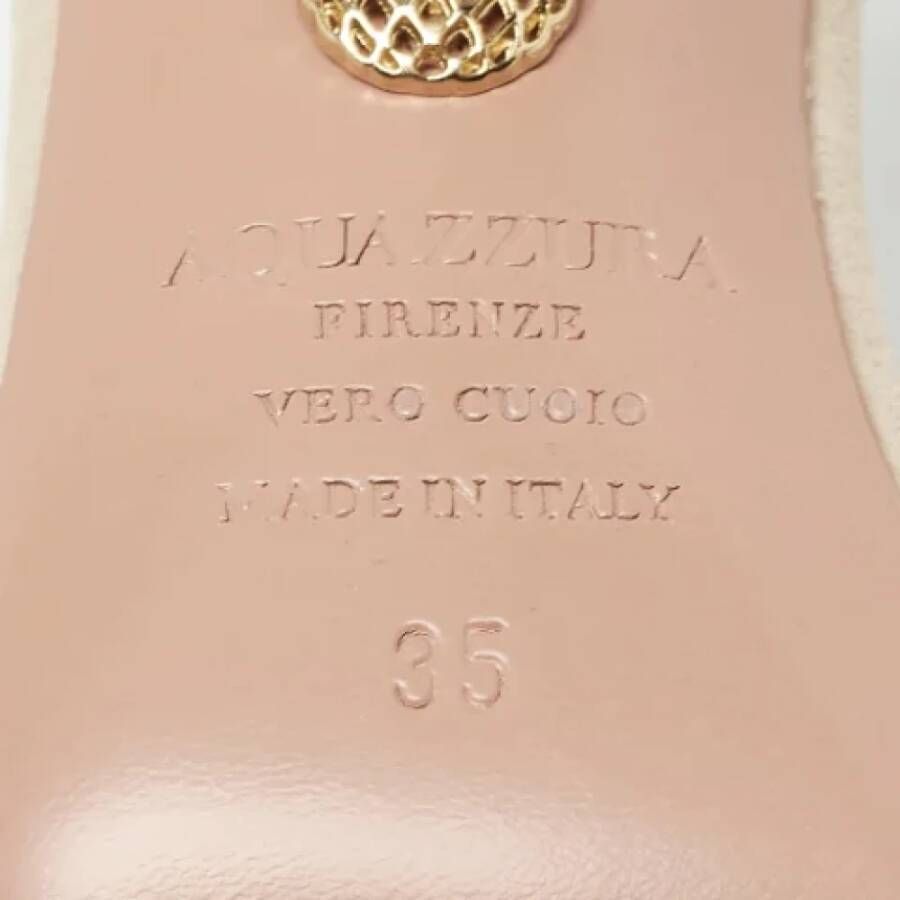 AQUAZZURA
FIRENZE
VERO CUOIO
MADE IN ITALY
35